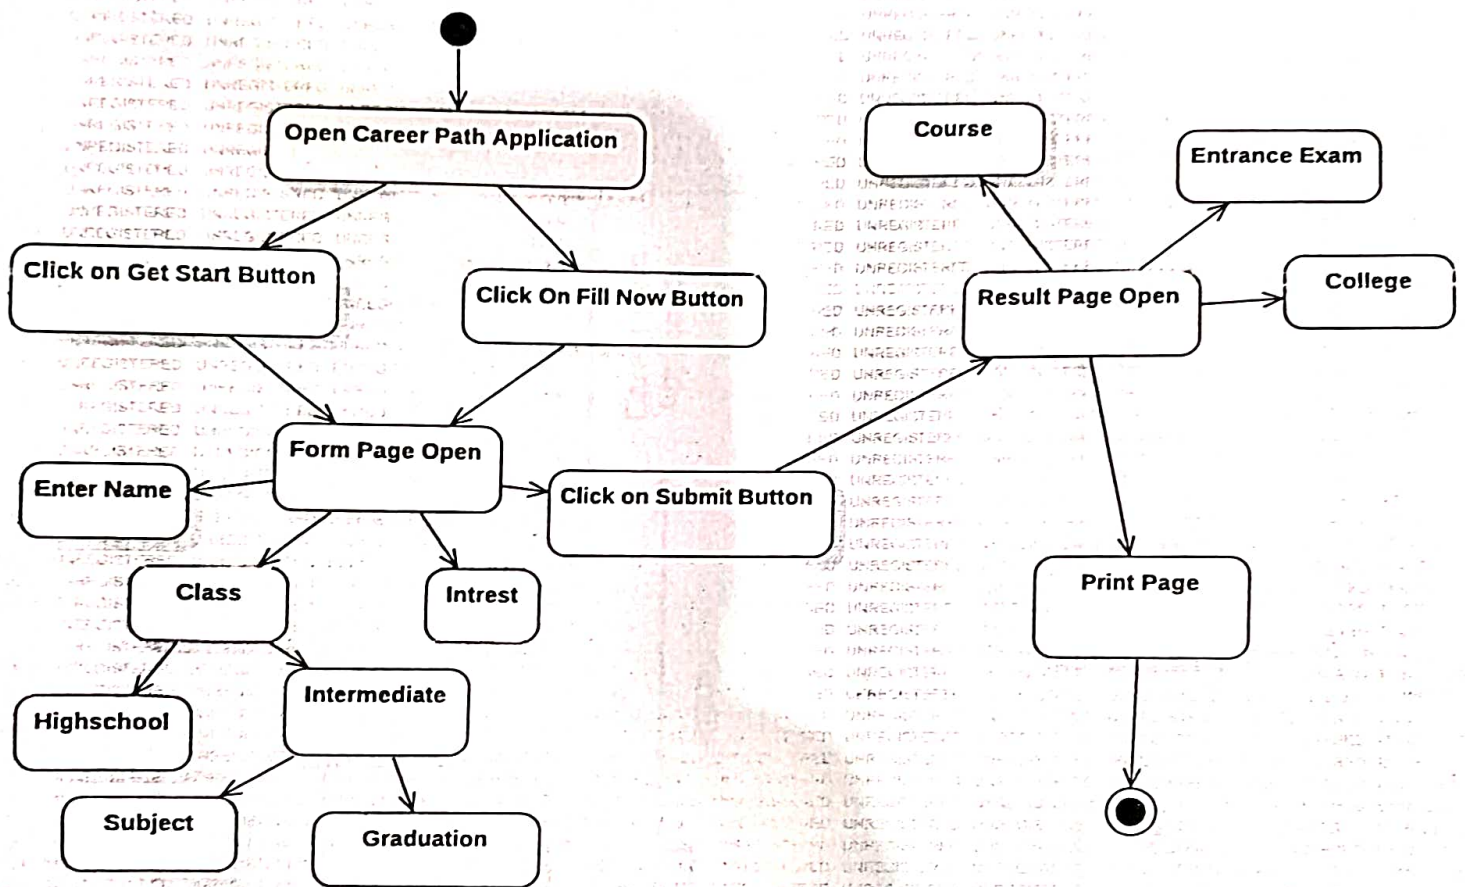 Open Career Path Application
Click on Get Start Button
Click On Fill Now Button
Form Page Open
Enter Name
Click on Submit Button
Class
Intrest
Highschool
Intermediate
Subject
Graduation
Course
Entrance Exam
Result Page Open
College
Print Page